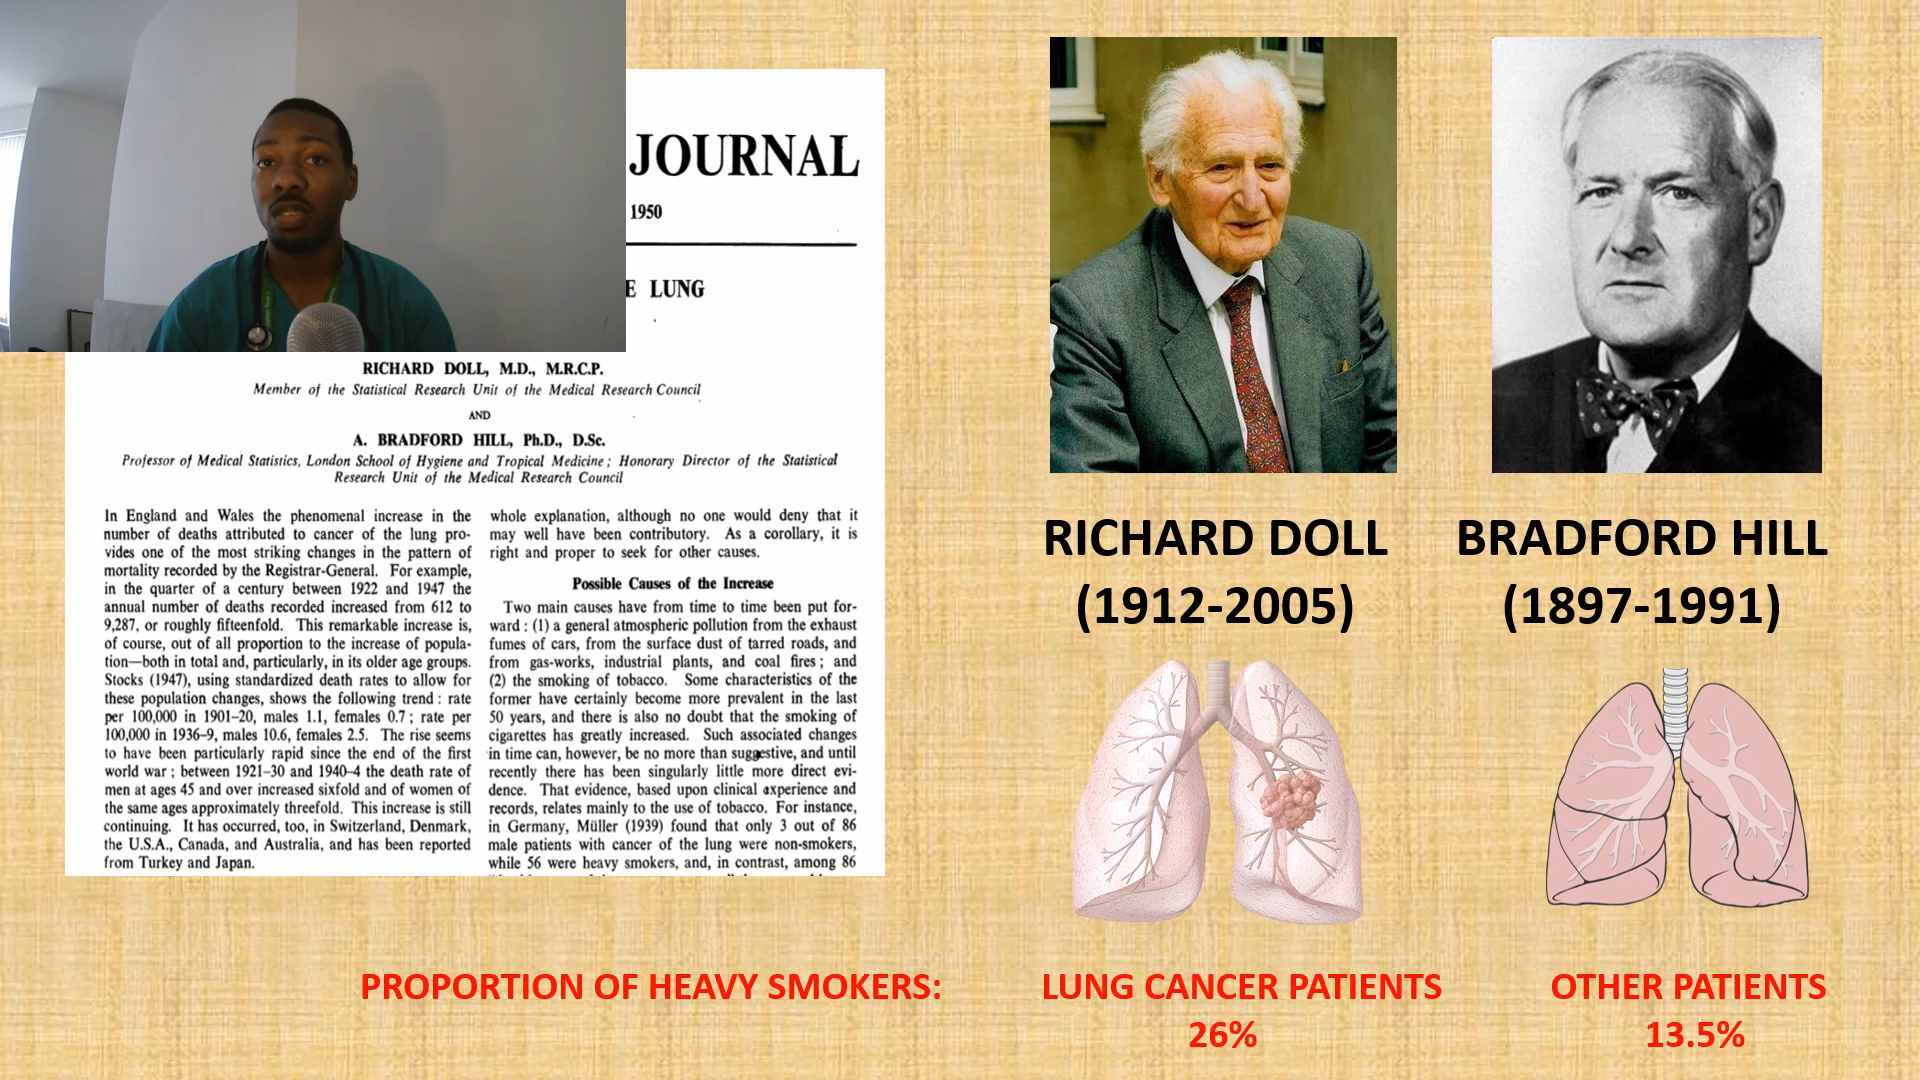 JOURNAL
1950
E LUNG
RICHARD DOLL, M.D., M.R.C.P.
Member of the Statistical Research Unit of the Medical Research Council
AND
A. BRADFORD HILL, Ph.D., D.Sc.
Professor of Medical Statistics, London School of Hygiene and Tropical Medicine; Honorary Director of the Statistical
Research Unit of the Medical Research Council
In England and Wales the phenomenal increase in the
number of deaths attributed to cancer of the lung pro-
vides one of the most striking changes in the pattern of
mortality recorded by the Registrar-General. For example,
in the quarter of a century between 1922 and 1947 the
annual number of deaths recorded increased from 612 to
9,287, or roughly fifteenfold. This remarkable increase is,
of course, out of all proportion to the increase of popula-
tion—both in total and, particularly, in its older age groups.
Stocks (1947), using standardized death rates to allow for
these population changes, shows the following trend: rate
per 100,000 in 1901–20, males 1.1, females 0.7; rate per
100,000 in 1936–9, males 10.6, females 2.5. The rise seems
to have been particularly rapid since the end of the first
world war; between 1921–30 and 1940–4 the death rate of
men at ages 45 and over increased sixfold and of women of
the same ages approximately threefold. This increase is still
continuing. It has occurred, too, in Switzerland, Denmark,
the U.S.A., Canada, and Australia, and has been reported
from Turkey and Japan.
whole explanation, although no one would deny that it
may well have been contributory. As a corollary, it is
right and proper to seek for other causes.
Possible Causes of the Increase
Two main causes have from time to time been put for-
ward: (1) a general atmospheric pollution from the exhaust
fumes of cars, from the surface dust of tarred roads, and
from gas-works, industrial plants, and coal fires; and
(2) the smoking of tobacco. Some characteristics of the
former have certainly become more prevalent in the last
50 years, and there is also no doubt that the smoking of
cigarettes has greatly increased. Such associated changes
in time can, however, be no more than suggestive, and until
recently there has been singularly little more direct evi-
dence. That evidence, based upon clinical experience and
records, relates mainly to the use of tobacco. For instance,
in Germany, Müller (1939) found that only 3 out of 86
male patients with cancer of the lung were non-smokers,
while 56 were heavy smokers, and, in contrast, among 86
RICHARD DOLL
(1912-2005)
BRADFORD HILL
(1897-1991)
PROPORTION OF HEAVY SMOKERS:
LUNG CANCER PATIENTS
26%
OTHER PATIENTS
13.5%